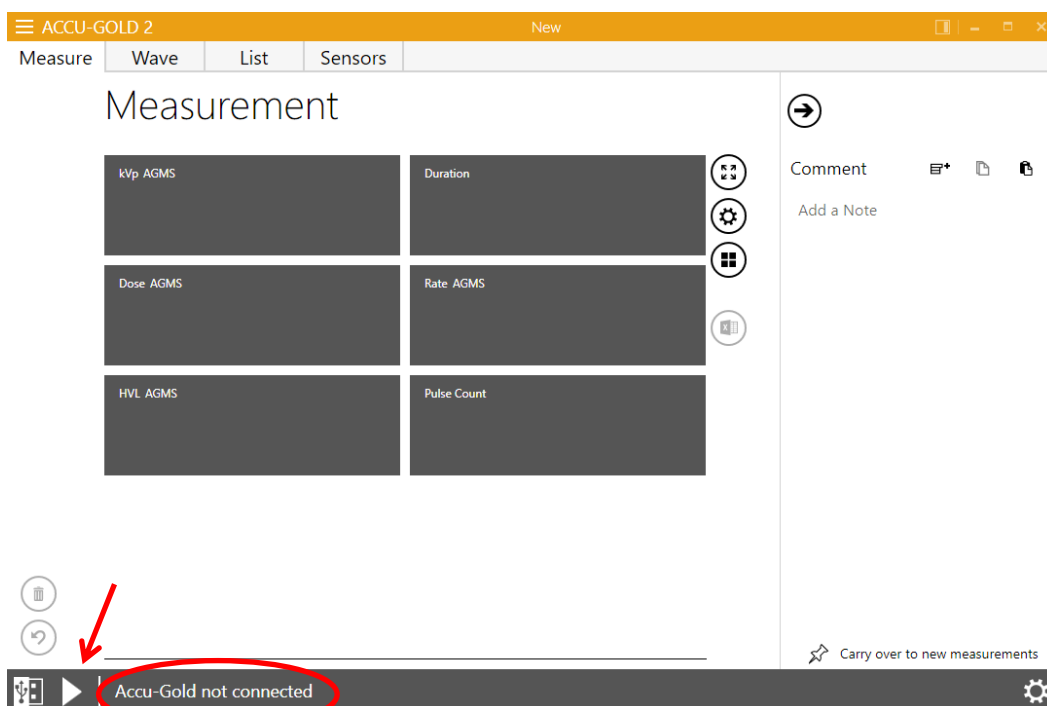 ACCU-GOLD 2
New
Measure Wave List Sensors
Measurement
kVp AGMS
Duration
Dose AGMS
Rate AGMS
HVL AGMS
Pulse Count
Comment
Add a Note
Carry over to new measurements
Accu-Gold not connected